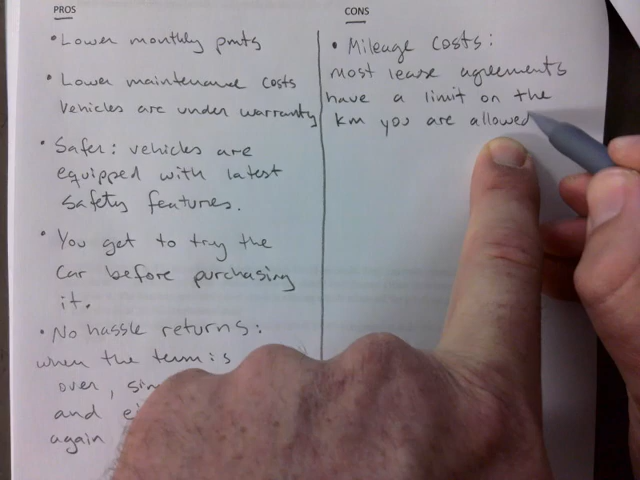 PROS
• Lower monthly pmts
• Lower maintenance costs
Vehicles are under warranty
• Safer: vehicles are
equipped with latest
safety features.
• You get to try the
car before purchasing
it.
• No hassle returns:
when the term is
over,
and
again
CONS
• Mileage costs:
most lease agreements
have a limit on the
km you are allowed